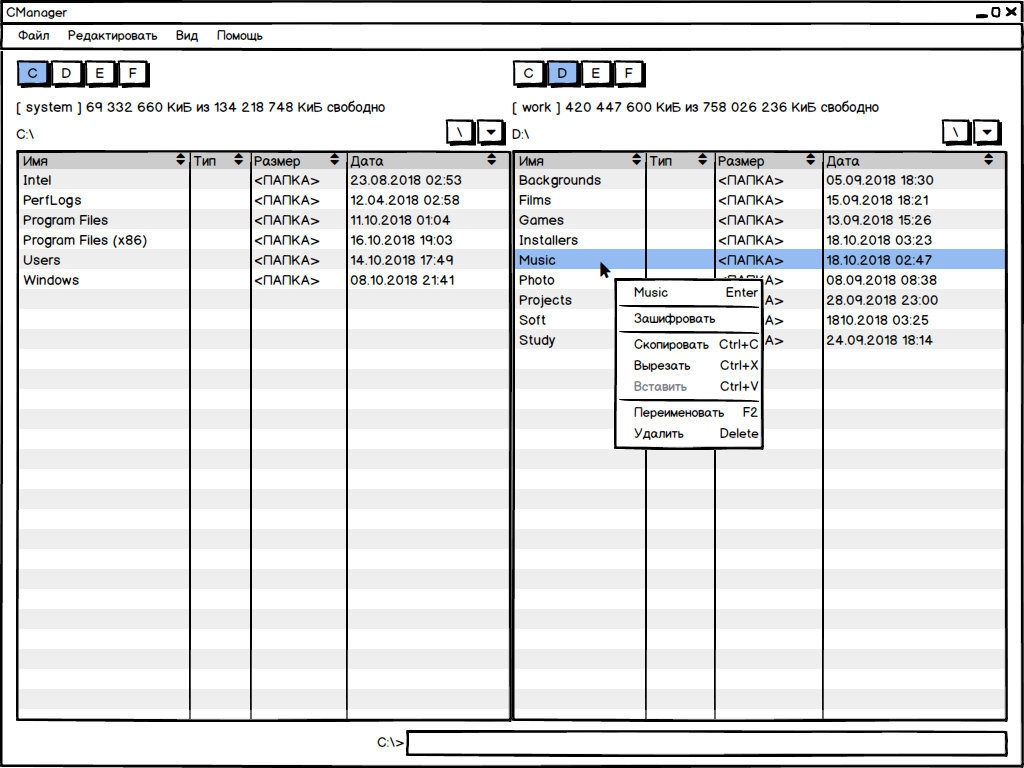 CManager
Файл Редактировать Вид Помощь
C D E F
[ system ] 69 332 660 КиБ из 134 218 748 КиБ свободно
C:\ \
Имя Тип Размер Дата
Intel <ПАПКА> 23.08.2018 02:53
PerfLogs <ПАПКА> 12.04.2018 02:58
Program Files <ПАПКА> 11.10.2018 01:04
Program Files (x86) <ПАПКА> 16.10.2018 19:03
Users <ПАПКА> 14.10.2018 17:49
Windows <ПАПКА> 08.10.2018 21:41
C D E F
[ work ] 420 447 600 КиБ из 758 026 236 КиБ свободно
D:\ \
Имя Тип Размер Дата
Backgrounds <ПАПКА> 05.09.2018 18:30
Films <ПАПКА> 15.09.2018 18:21
Games <ПАПКА> 13.09.2018 15:26
Installers <ПАПКА> 18.10.2018 03:23
Music <ПАПКА> 18.10.2018 02:47
Photo <ПАПКА> 08.09.2018 08:38
Projects А> 28.09.2018 23:00
Soft А> 1810.2018 03:25
Study А> 24.09.2018 18:14
Music Enter
Зашифровать
Скопировать Ctrl+C
Вырезать Ctrl+X
Вставить Ctrl+V
Переименовать F2
Удалить Delete
C:\>